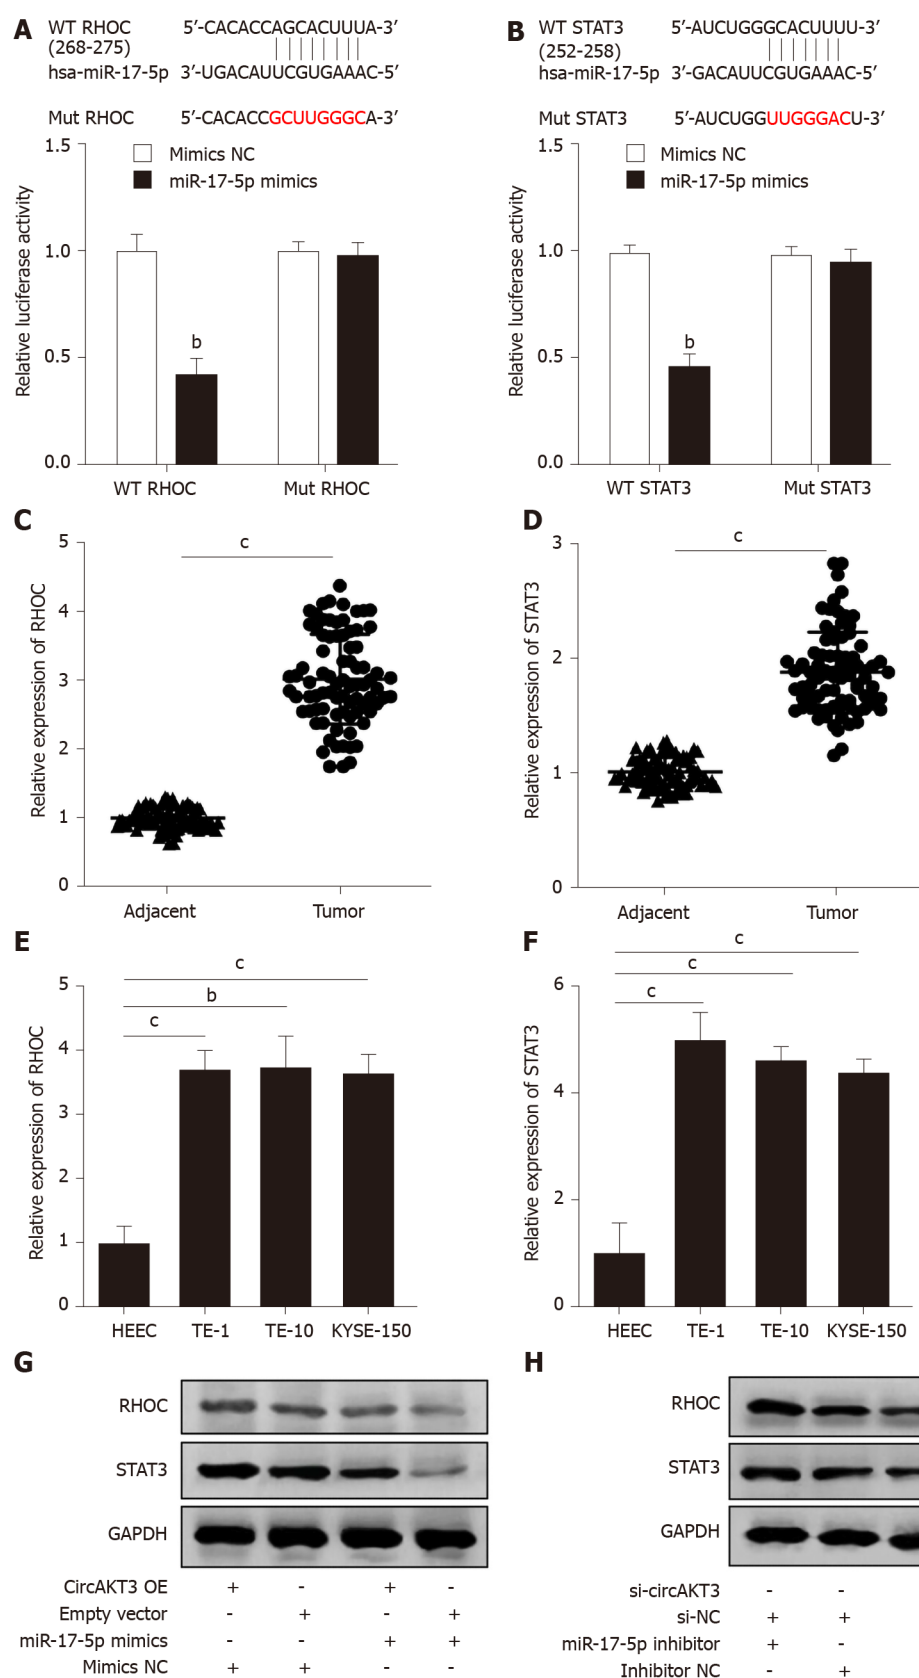 A
WT RHOC 5′-CACACCAGCACUUUA-3′
(268-275)
hsa-miR-17-5p 3′-UGACAUUCGUGAAAC-5′
Mut RHOC 5′-CACACCGCUUGGGCA-3′
Relative luciferase activity
1.5
1.0
0.5
0.0
Mimics NC
miR-17-5p mimics
b
WT RHOC Mut RHOC
B
WT STAT3 5′-AUCUGGGCACUUUU-3′
(252-258)
hsa-miR-17-5p 3′-GACAUUCGUGAAAC-5′
Mut STAT3 5′-AUCUGGUUGGGACU-3′
Relative luciferase activity
1.5
1.0
0.5
0.0
Mimics NC
miR-17-5p mimics
b
WT STAT3 Mut STAT3
C
Relative expression of RHOC
5
4
3
2
1
0
c
Adjacent Tumor
D
Relative expression of STAT3
3
2
1
0
c
Adjacent Tumor
E
Relative expression of RHOC
5
4
3
2
1
0
c
b
c
HEEC TE-1 TE-10 KYSE-150
F
Relative expression of STAT3
6
4
2
0
c
c
c
HEEC TE-1 TE-10 KYSE-150
G
RHOC
STAT3
GAPDH
CircAKT3 OE + - + -
Empty vector - + - +
miR-17-5p mimics - - + +
Mimics NC + + - -
H
RHOC
STAT3
GAPDH
si-circAKT3 - -
si-NC + +
miR-17-5p inhibitor + -
Inhibitor NC - +